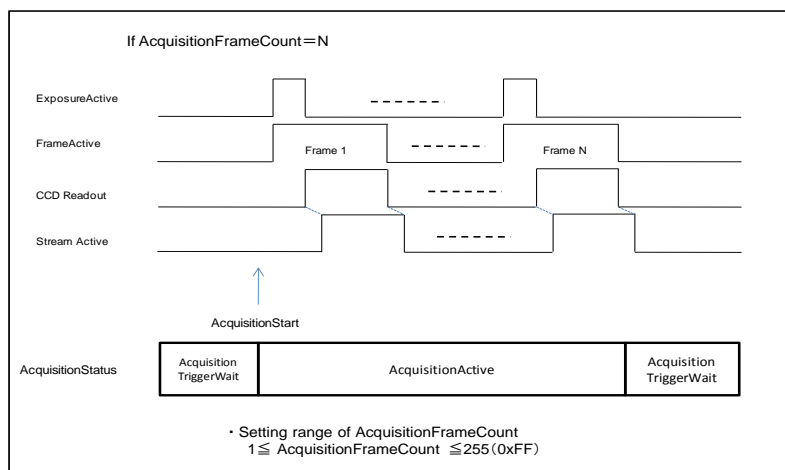 If AcquisitionFrameCount＝N
ExposureActive
FrameActive
Frame 1
Frame N
CCD Readout
Stream Active
AcquisitionStart
AcquisitionStatus
Acquisition
TriggerWait
AcquisitionActive
Acquisition
TriggerWait
・Setting range of AcquisitionFrameCount
1≦ AcquisitionFrameCount ≦255(0xFF)